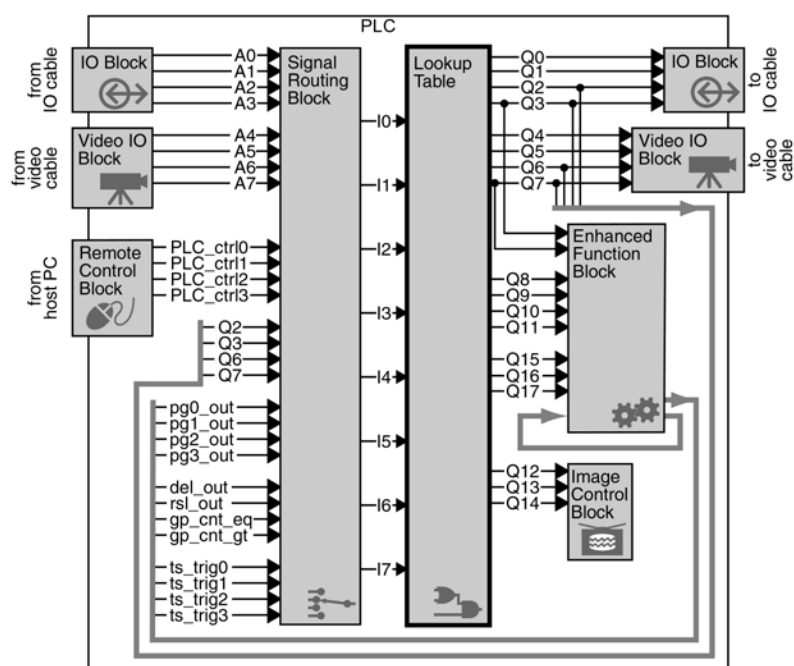 PLC
from
IO cable
IO Block
A0
A1
A2
A3
from
video
cable
Video IO
Block
A4
A5
A6
A7
from
host PC
Remote
Control
Block
PLC_ctrl0
PLC_ctrl1
PLC_ctrl2
PLC_ctrl3
Q2
Q3
Q6
Q7
pg0_out
pg1_out
pg2_out
pg3_out
del_out
rsl_out
gp_cnt_eq
gp_cnt_gt
ts_trig0
ts_trig1
ts_trig2
ts_trig3
Signal
Routing
Block
I0
I1
I2
I3
I4
I5
I6
I7
Lookup
Table
Q0
Q1
Q2
Q3
Q4
Q5
Q6
Q7
Q8
Q9
Q10
Q11
Q15
Q16
Q17
Q12
Q13
Q14
IO Block
to
IO cable
Video IO
Block
to
video cable
Enhanced
Function
Block
Image
Control
Block